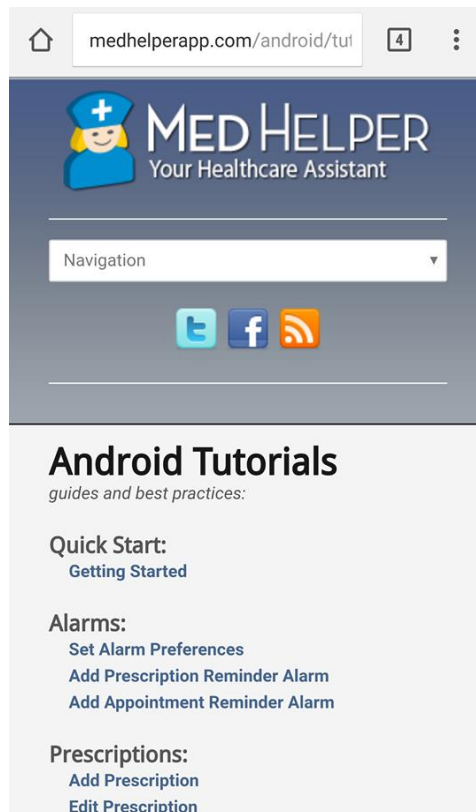 medhelperapp.com/android/tut
4
MED HELPER
Your Healthcare Assistant
Navigation
Android Tutorials
guides and best practices:
Quick Start:
Getting Started
Alarms:
Set Alarm Preferences
Add Prescription Reminder Alarm
Add Appointment Reminder Alarm
Prescriptions:
Add Prescription
Edit Prescription